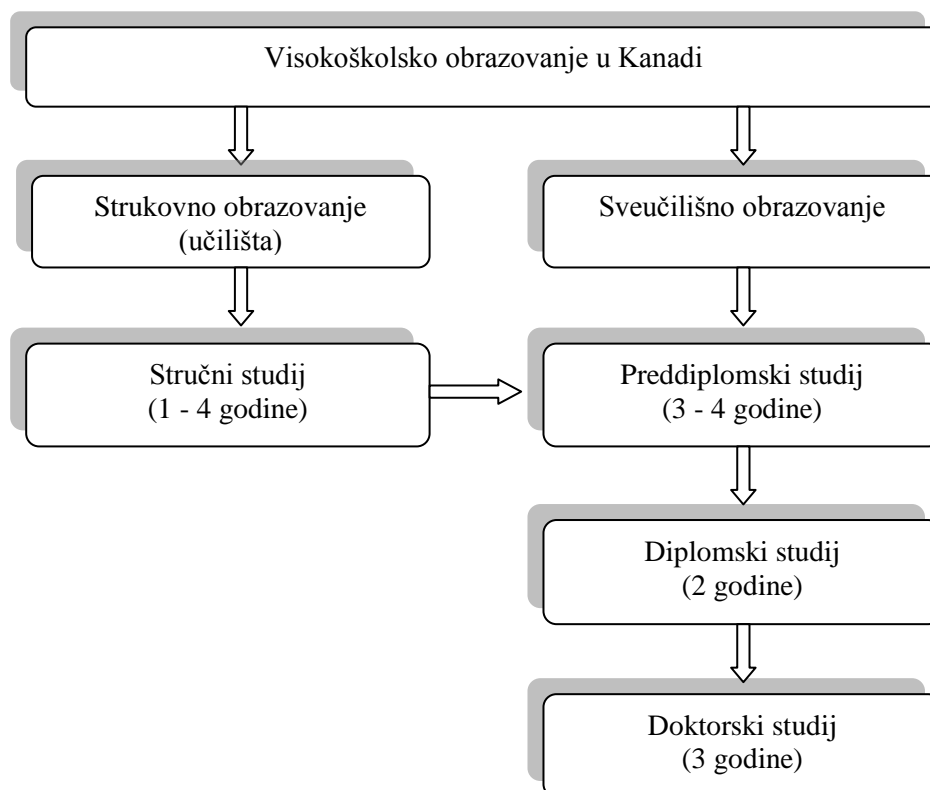 Visokoškolsko obrazovanje u Kanadi
Strukovno obrazovanje
(učilišta)
Sveučilišno obrazovanje
Stručni studij
(1 - 4 godine)
Preddiplomski studij
(3 - 4 godine)
Diplomski studij
(2 godine)
Doktorski studij
(3 godine)